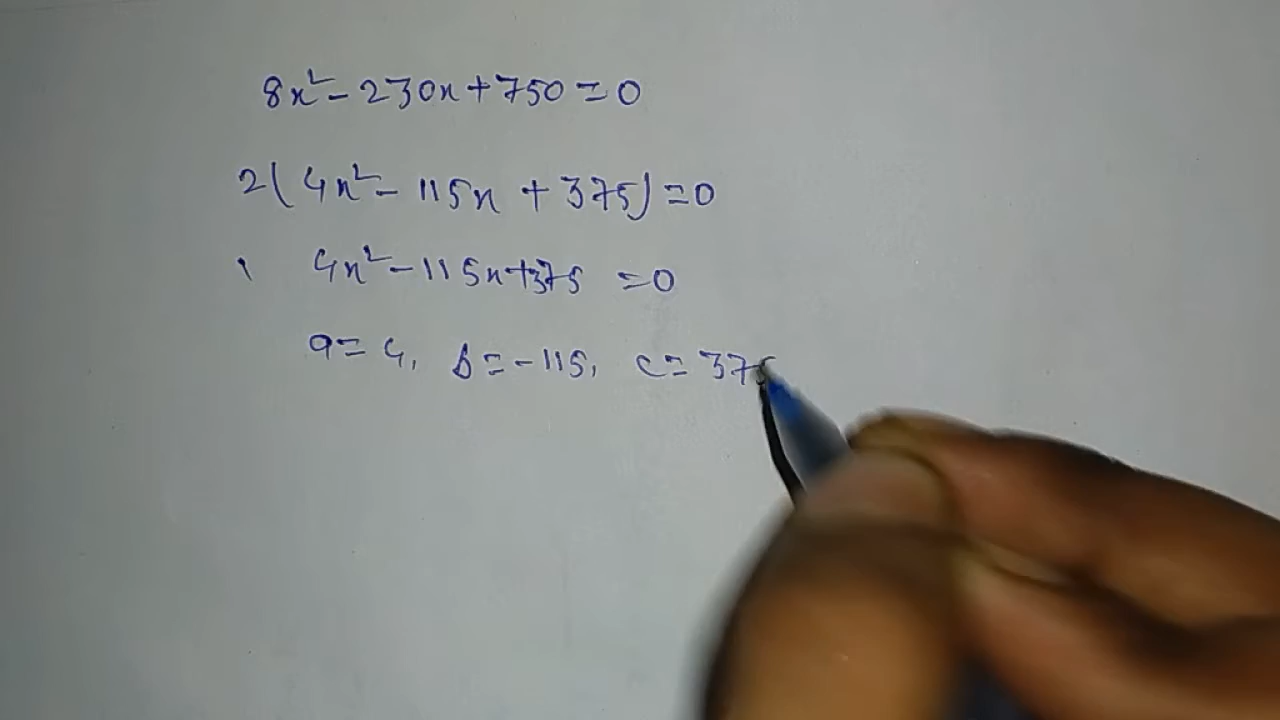 8x² - 230x + 750 = 0
2(4x² - 115x + 375) = 0
4x² - 115x + 375 = 0
a = 4, b = -115, c = 375